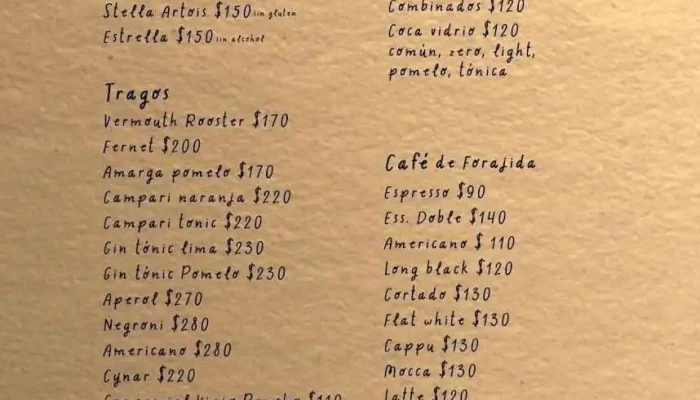 Stella Artois $150 sin gluten
Estrella $150 sin alcohol
Tragos
Vermouth Rooster $170
Fernet $200
Amarga pomelo $170
Campari naranja $220
Campari tonic $220
Gin tónic lima $230
Gin tónic Pomelo $230
Aperol $270
Negroni $280
Americano $280
Cynar $220
$110
Combinados $120
Coca vidrio $120
común, zero, light,
pomelo, tónica
Café de Forajida
Espresso $90
Ess. Doble $140
Americano $ 110
Long black $120
Cortado $130
Flat white $130
Cappu $130
Mocca $130
Latte $120